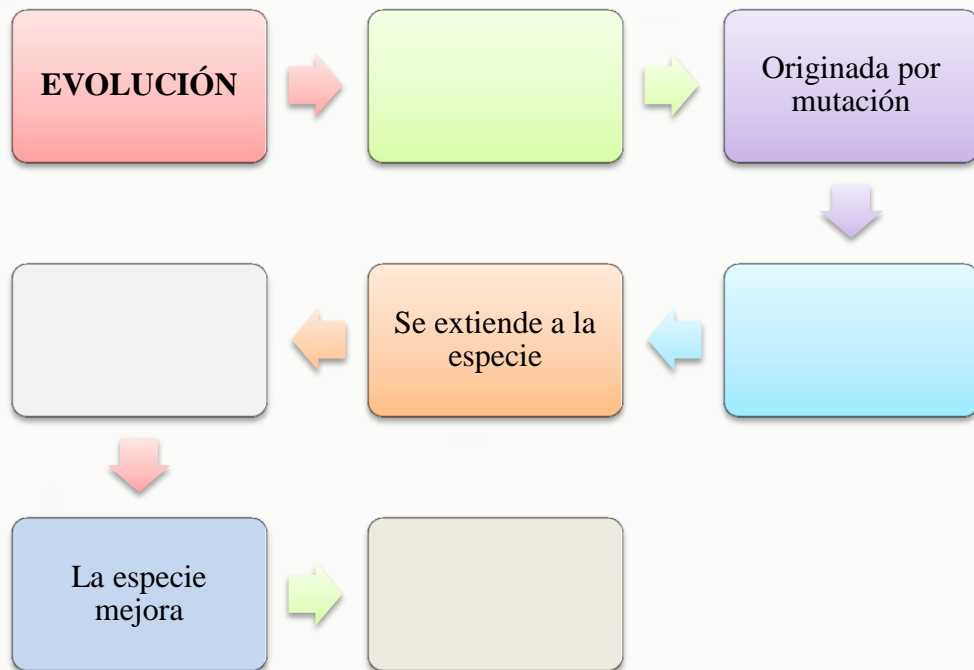 EVOLUCIÓN
Originada por
mutación
Se extiende a la
especie
La especie
mejora